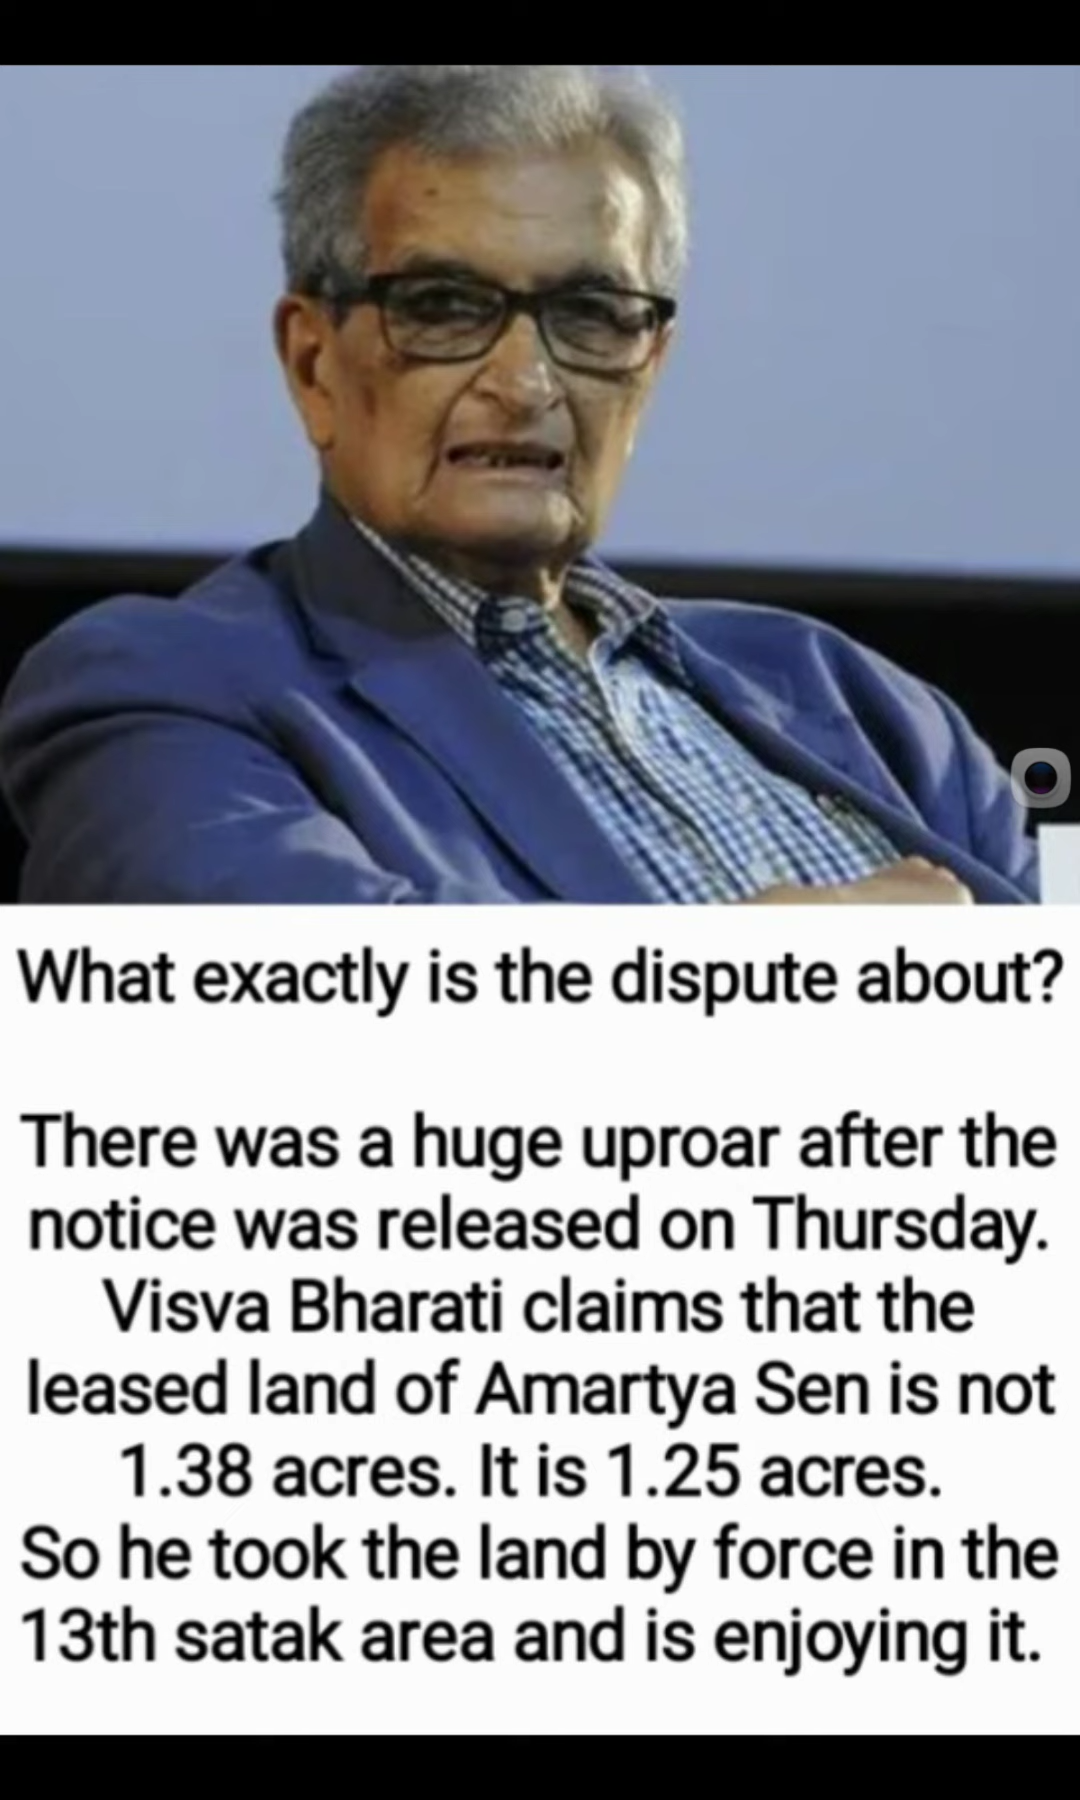 What exactly is the dispute about?
There was a huge uproar after the
notice was released on Thursday.
Visva Bharati claims that the
leased land of Amartya Sen is not
1.38 acres. It is 1.25 acres.
So he took the land by force in the
13th satak area and is enjoying it.